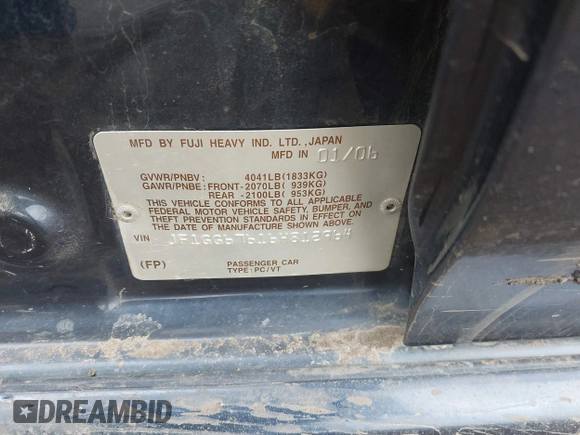 MFD BY FUJI HEAVY IND. LTD., JAPAN
MFD IN 01/06
GVWR/PNBV : 4041LB(1833KG)
GAWR/PNBE:FRONT-2070LB( 939KG)
REAR -2100LB( 953KG)
THIS VEHICLE CONFORMS TO ALL APPLICABLE
FEDERAL MOTOR VEHICLE SAFETY, BUMPER, AND
THEFT PREVENTION STANDARDS IN EFFECT ON
THE DATE OF MANUFACTURE SHOWN ABOVE.
VIN
(FP)
PASSENGER CAR
TYPE:PC/VT
DREAMBID